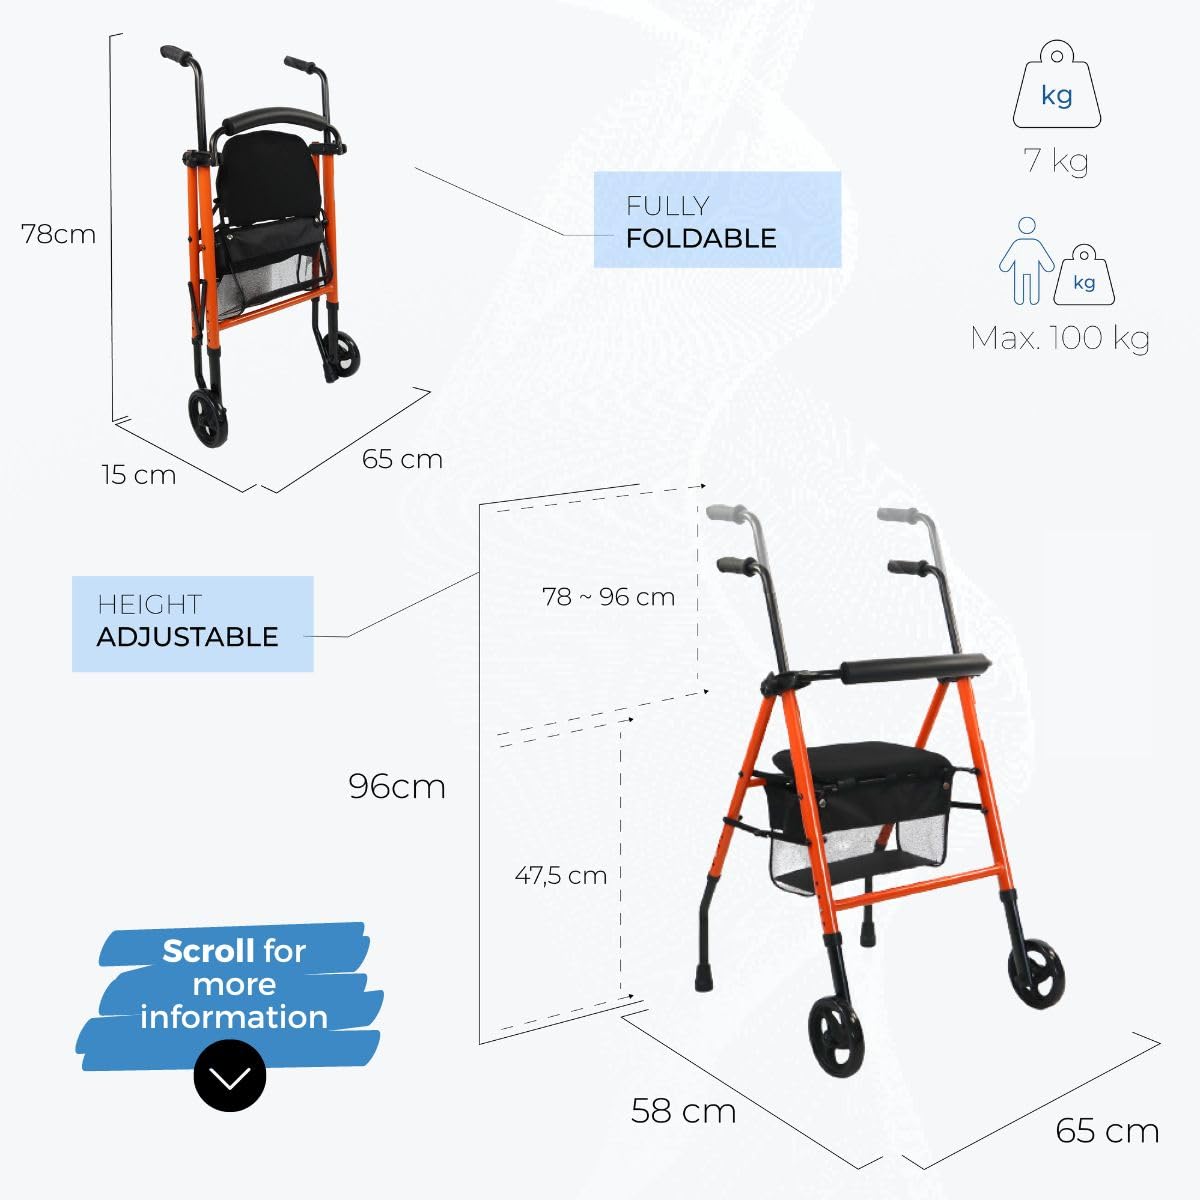 kg
7 kg
FULLY
FOLDABLE
78cm
kg
Max. 100 kg
15 cm
65 cm
HEIGHT
ADJUSTABLE
78 ~ 96 cm
96cm
47,5 cm
Scroll for
more
information
58 cm
65 cm